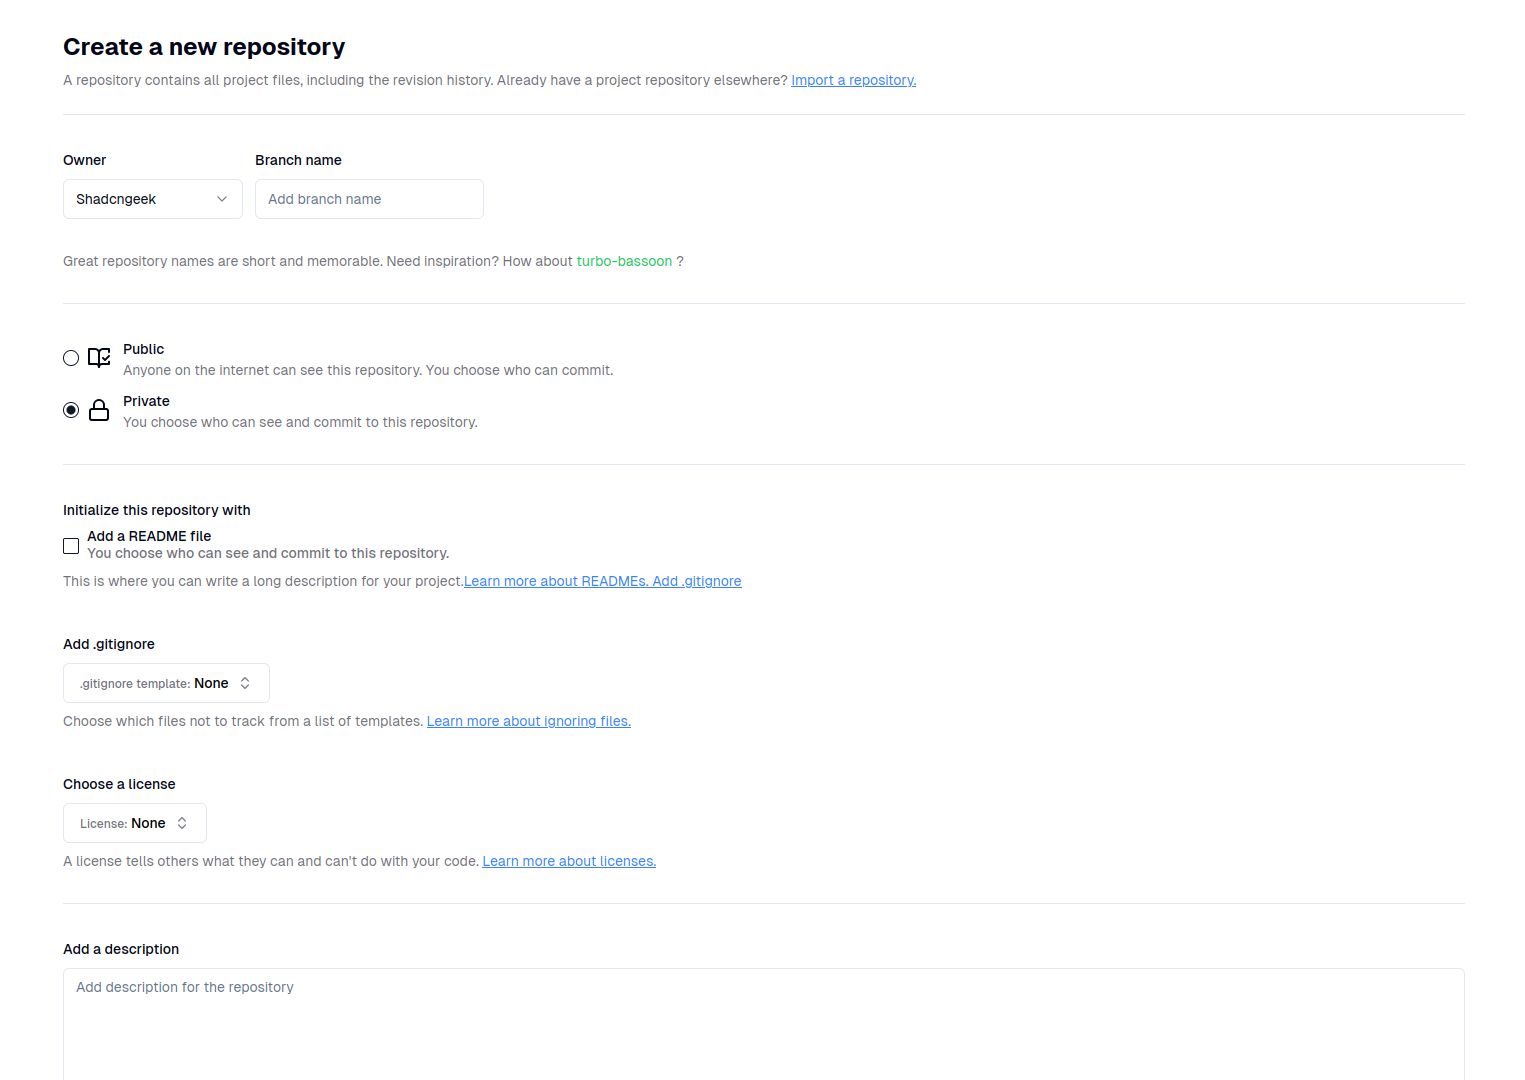 Create a new repository
A repository contains all project files, including the revision history. Already have a project repository elsewhere? Import a repository.
Owner
Branch name
Shadcngeek
Add branch name
Great repository names are short and memorable. Need inspiration? How about turbo-bassoon ?
Public
Anyone on the internet can see this repository. You choose who can commit.
Private
You choose who can see and commit to this repository.
Initialize this repository with
Add a README file
You choose who can see and commit to this repository.
This is where you can write a long description for your project.Learn more about READMEs. Add .gitignore
Add .gitignore
.gitignore template: None
Choose which files not to track from a list of templates. Learn more about ignoring files.
Choose a license
License: None
A license tells others what they can and can't do with your code. Learn more about licenses.
Add a description
Add description for the repository